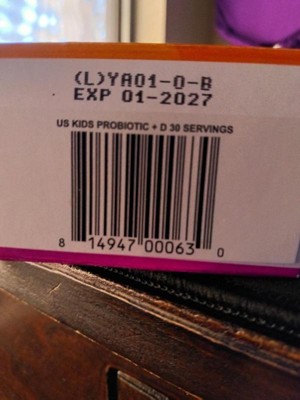 (L)YA01-0-B
EXP 01-2027
US KIDS PROBIOTIC + D 30 SERVINGS
8 14947 00063 0